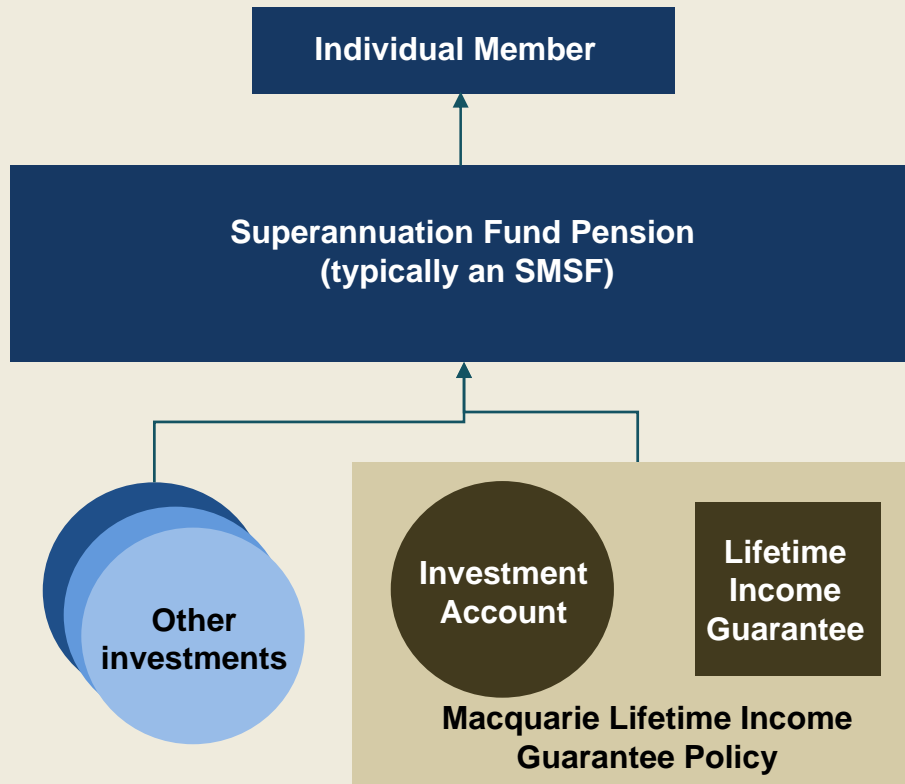 Individual Member
Superannuation Fund Pension
(typically an SMSF)
Other
investments
Investment
Account
Lifetime
Income
Guarantee
Macquarie Lifetime Income
Guarantee Policy